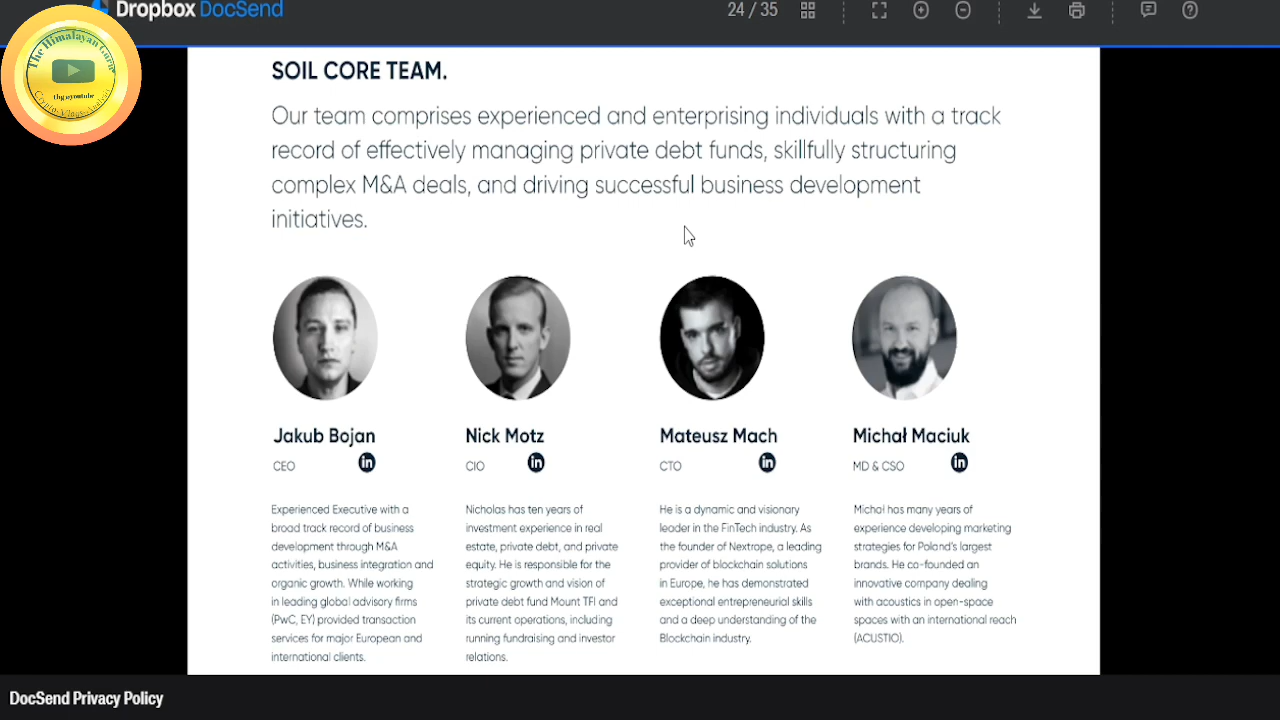 Dropbox DocSend
24 / 35
The Himalayan Guru
thg @youtube
SOIL CORE TEAM.
Our team comprises experienced and enterprising individuals with a track
record of effectively managing private debt funds, skillfully structuring
complex M&A deals, and driving successful business development
initiatives.
Jakub Bojan
CEO
in
Experienced Executive with a
broad track record of business
development through M&A
activities, business integration and
organic growth. While working
in leading global advisory firms
(PwC, EY) provided transaction
services for major European and
international clients.
Nick Motz
CIO
in
Nicholas has ten years of
investment experience in real
estate, private debt, and private
equity. He is responsible for the
strategic growth and vision of
private debt fund Mount TFI and
its current operations, including
running fundraising and investor
relations.
Mateusz Mach
CTO
in
He is a dynamic and visionary
leader in the FinTech industry. As
the founder of Nextrope, a leading
provider of blockchain solutions
in Europe, he has demonstrated
exceptional entrepreneurial skills
and a deep understanding of the
Blockchain industry.
Michał Maciuk
MD & CSO
in
Michał has many years of
experience developing marketing
strategies for Poland's largest
brands. He co-founded an
innovative company dealing
with acoustics in open-space
spaces with an international reach
(ACUSTIO).
DocSend Privacy Policy